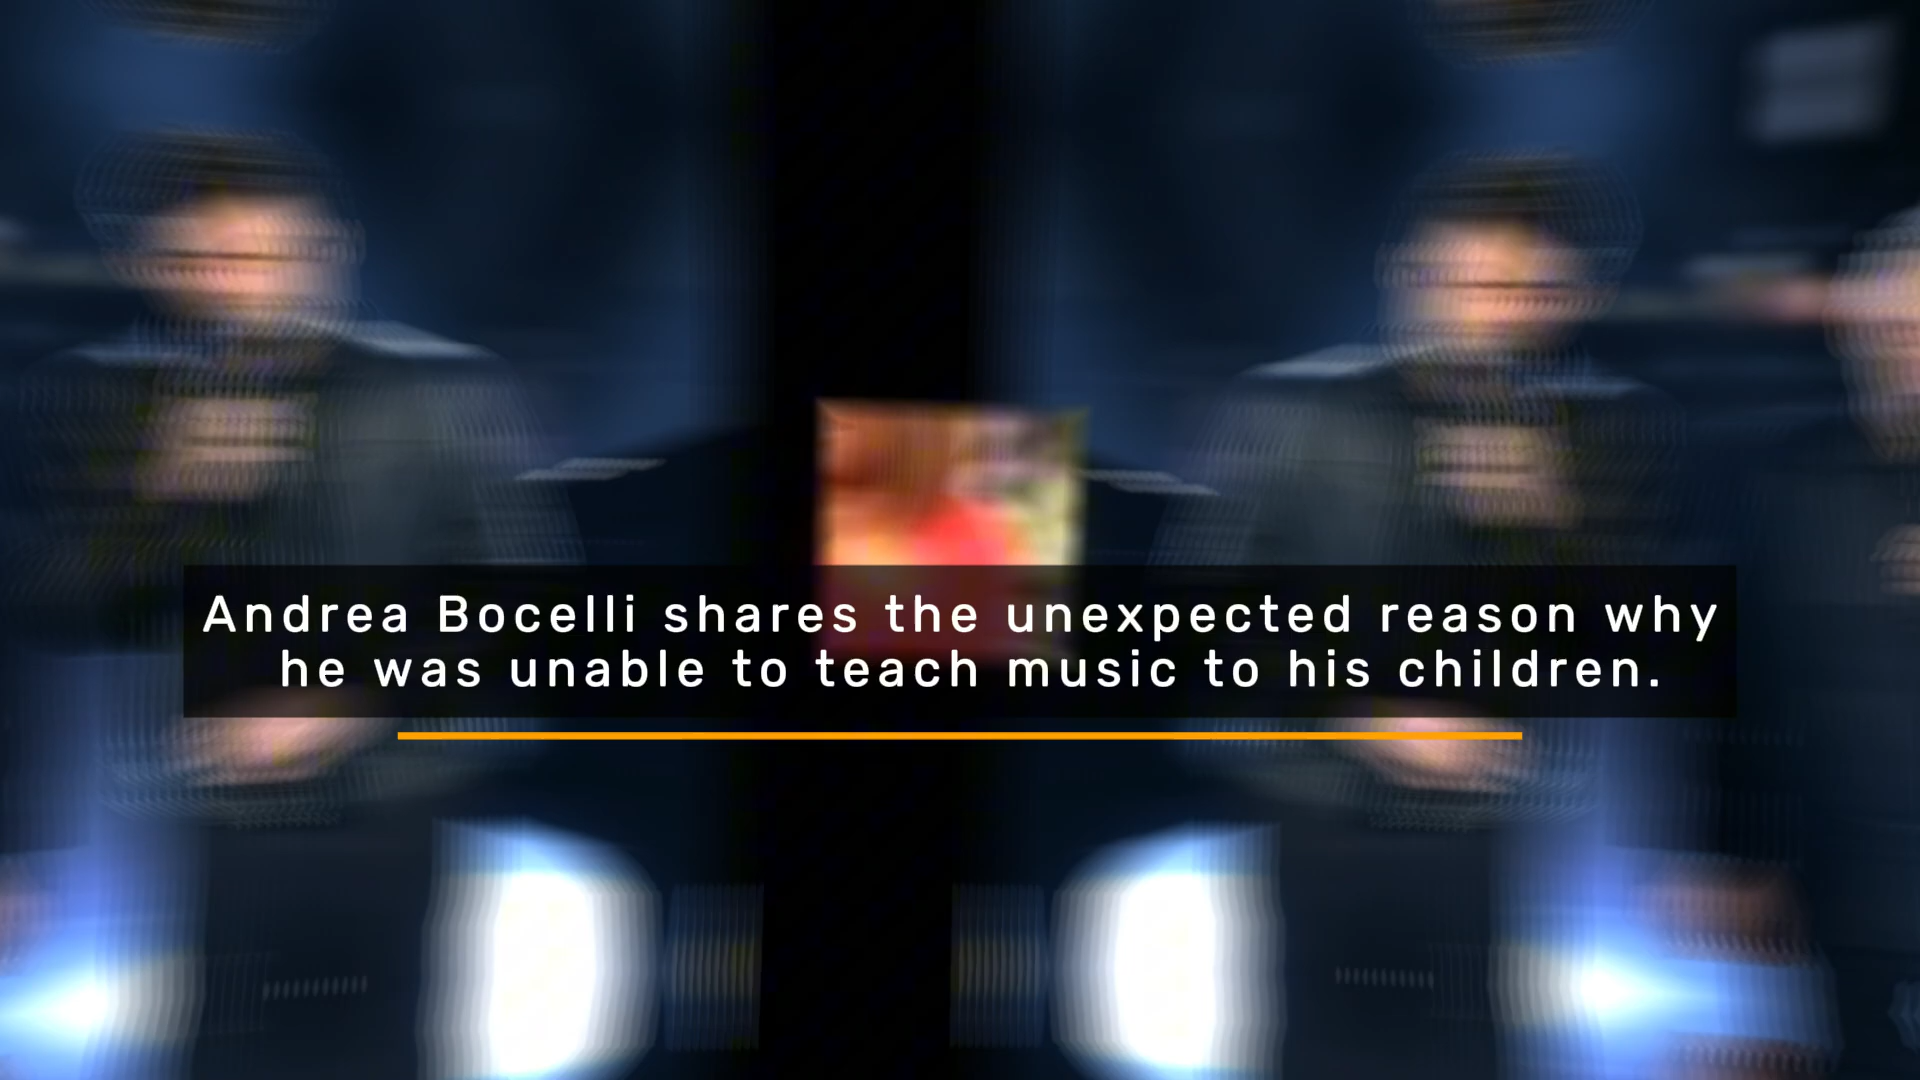 Andrea Bocelli shares the unexpected reason why
he was unable to teach music to his children.